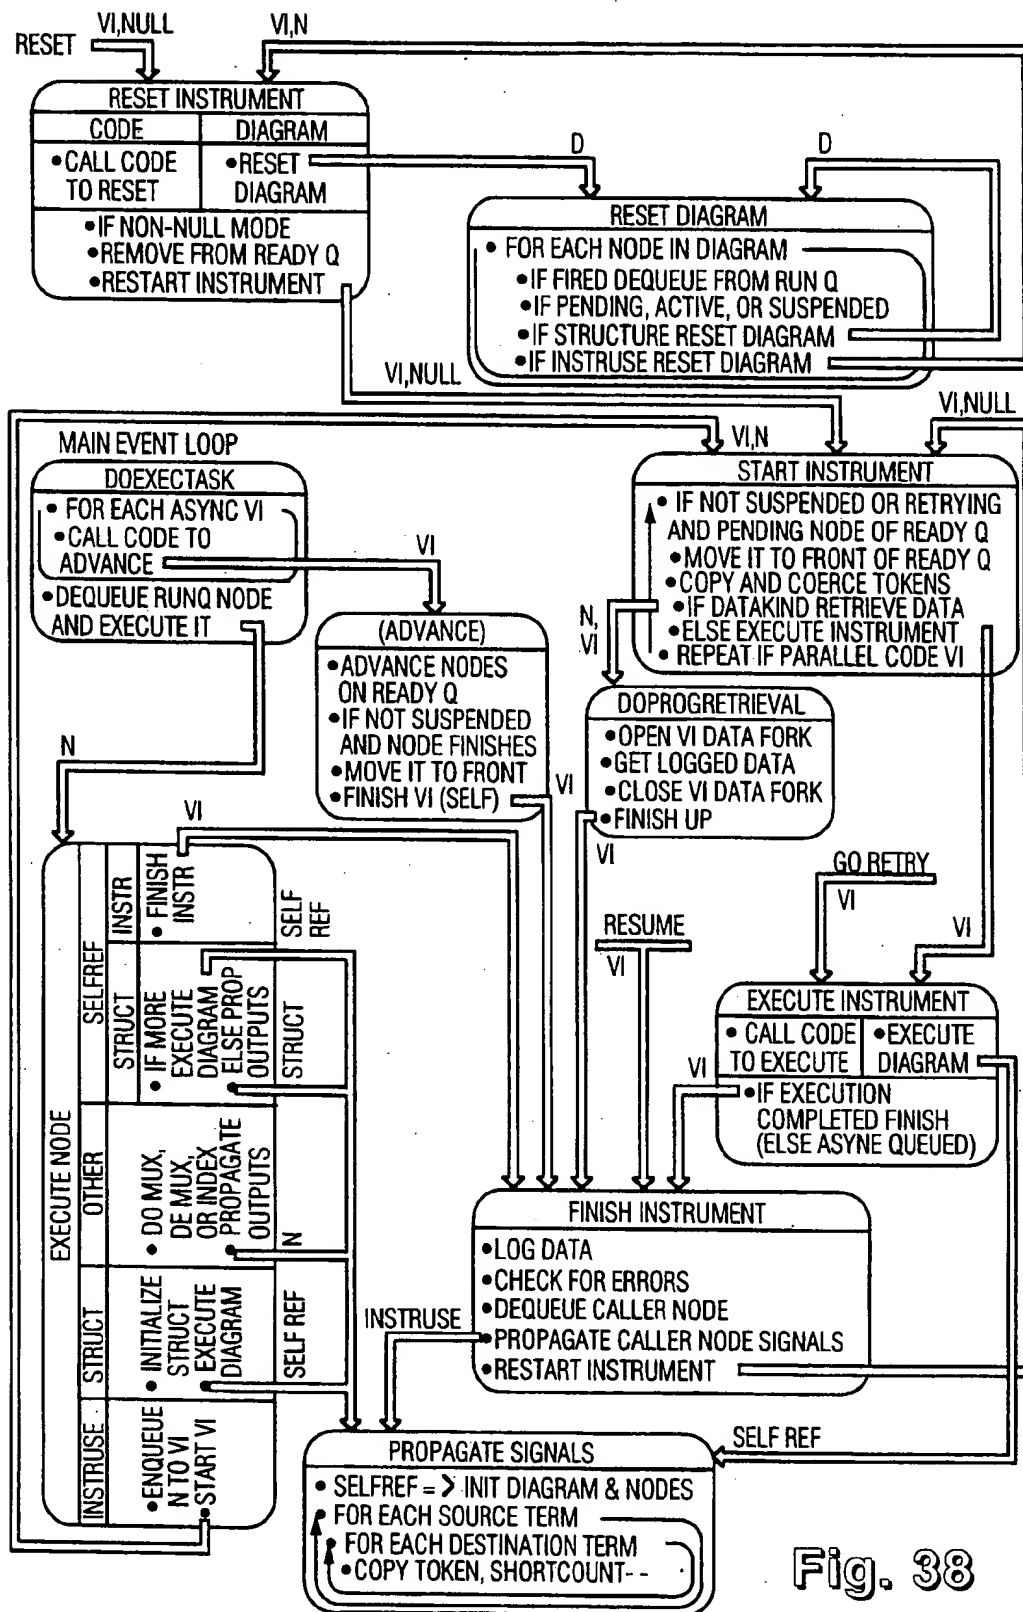 VI,NULL
VI,N
RESET
RESET INSTRUMENT
CODE
DIAGRAM
•CALL CODE
TO RESET
•RESET
DIAGRAM
•IF NON-NULL MODE
•REMOVE FROM READY Q
•RESTART INSTRUMENT
D
D
RESET DIAGRAM
• FOR EACH NODE IN DIAGRAM
•IF FIRED DEQUEUE FROM RUN Q
•IF PENDING, ACTIVE, OR SUSPENDED
•IF STRUCTURE RESET DIAGRAM
•IF INSTRUSE RESET DIAGRAM
VI,NULL
VI,N
VI,NULL
MAIN EVENT LOOP
DOEXECTASK
• FOR EACH ASYNC VI
•CALL CODE TO
ADVANCE
•DEQUEUE RUNQ NODE
AND EXECUTE IT
VI
N
START INSTRUMENT
• IF NOT SUSPENDED OR RETRYING
AND PENDING NODE OF READY Q
•MOVE IT TO FRONT OF READY Q
•COPY AND COERCE TOKENS
•IF DATAKIND RETRIEVE DATA
•ELSE EXECUTE INSTRUMENT
• REPEAT IF PARALLEL CODE VI
N,
VI
(ADVANCE)
•ADVANCE NODES
ON READY Q
•IF NOT SUSPENDED
AND NODE FINISHES
•MOVE IT TO FRONT
•FINISH VI (SELF)
VI
DOPROGRETRIEVAL
•OPEN VI DATA FORK
•GET LOGGED DATA
•CLOSE VI DATA FORK
•FINISH UP
VI
GO RETRY
VI
VI
RESUME
VI
EXECUTE INSTRUMENT
• CALL CODE
TO EXECUTE
•EXECUTE
DIAGRAM
•IF EXECUTION
COMPLETED FINISH
(ELSE ASYNE QUEUED)
VI
EXECUTE NODE
SELFREF
INSTR
• FINISH
INSTR
VI
SELF
REF
STRUCT
• IF MORE
EXECUTE
DIAGRAM
ELSE PROP
• OUTPUTS
STRUCT
OTHER
• DO MUX,
DE MUX,
OR INDEX
•PROPAGATE
OUTPUTS
N
STRUCT
• INITIALIZE
STRUCT
•EXECUTE
DIAGRAM
SELF REF
INSTRUSE
•ENQUEUE
N TO VI
•START VI
FINISH INSTRUMENT
•LOG DATA
•CHECK FOR ERRORS
•DEQUEUE CALLER NODE
•PROPAGATE CALLER NODE SIGNALS
•RESTART INSTRUMENT
INSTRUSE
SELF REF
PROPAGATE SIGNALS
• SELFREF = > INIT DIAGRAM & NODES
• FOR EACH SOURCE TERM
• FOR EACH DESTINATION TERM
•COPY TOKEN, SHORTCOUNT- -
Fig. 38